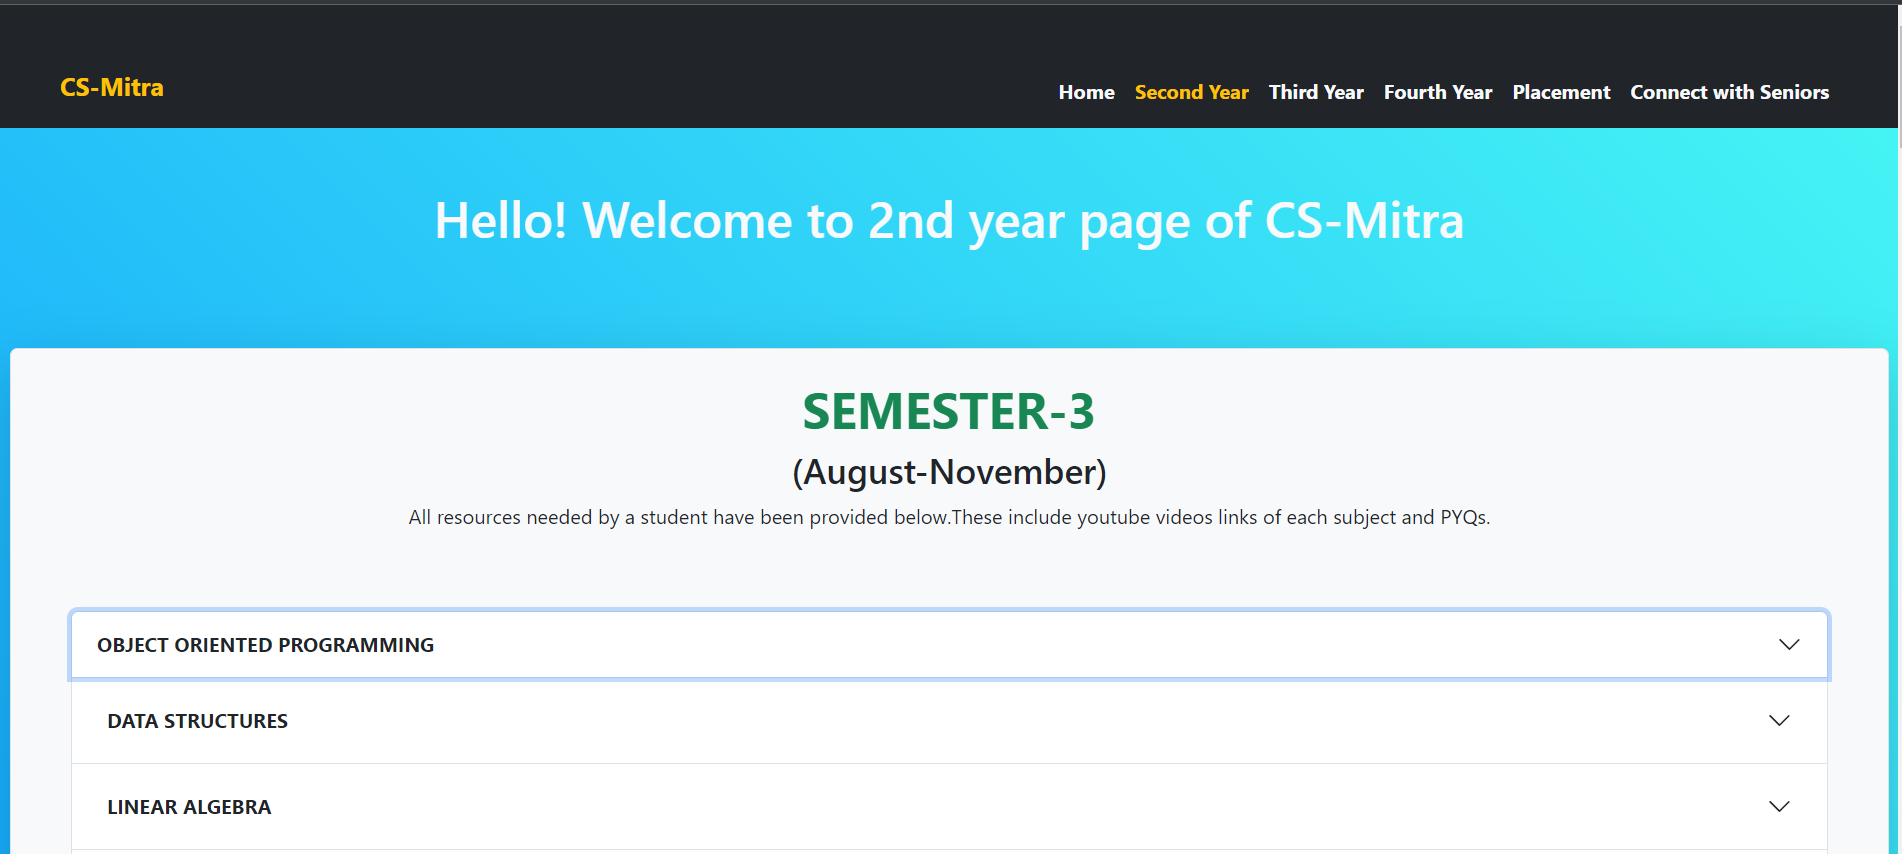 CS-Mitra
Home Second Year Third Year Fourth Year Placement Connect with Seniors
Hello! Welcome to 2nd year page of CS-Mitra
SEMESTER-3
(August-November)
All resources needed by a student have been provided below.These include youtube videos links of each subject and PYQs.
OBJECT ORIENTED PROGRAMMING
DATA STRUCTURES
LINEAR ALGEBRA